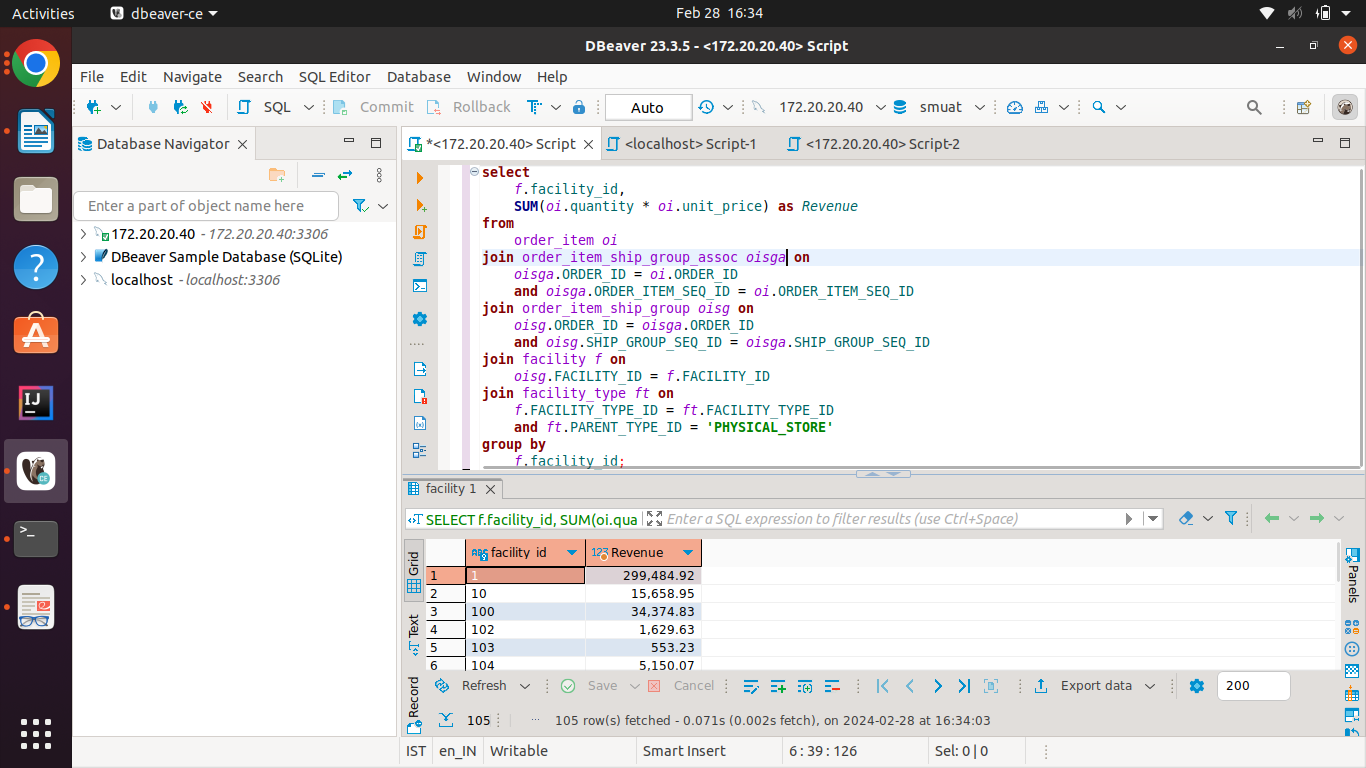 Activities dbeaver-ce Feb 28 16:34
DBeaver 23.3.5 - <172.20.20.40> Script
File Edit Navigate Search SQL Editor Database Window Help
SQL Commit Rollback Auto 172.20.20.40 smuat
Database Navigator
Enter a part of object name here
172.20.20.40 - 172.20.20.40:3306
DBeaver Sample Database (SQLite)
localhost - localhost:3306
*<172.20.20.40> Script <localhost> Script-1 <172.20.20.40> Script-2
select
f.facility_id,
SUM(oi.quantity * oi.unit_price) as Revenue
from
order_item oi
join order_item_ship_group_assoc oisga on
oisga.ORDER_ID = oi.ORDER_ID
and oisga.ORDER_ITEM_SEQ_ID = oi.ORDER_ITEM_SEQ_ID
join order_item_ship_group oisg on
oisg.ORDER_ID = oisga.ORDER_ID
and oisg.SHIP_GROUP_SEQ_ID = oisga.SHIP_GROUP_SEQ_ID
join facility f on
oisg.FACILITY_ID = f.FACILITY_ID
join facility_type ft on
f.FACILITY_TYPE_ID = ft.FACILITY_TYPE_ID
and ft.PARENT_TYPE_ID = 'PHYSICAL_STORE'
group by
f.facility_id;
facility 1
SELECT f.facility_id, SUM(oi.qua Enter a SQL expression to filter results (use Ctrl+Space)
Grid
Text
Record
Panels
facility_id Revenue
1 1 299,484.92
2 10 15,658.95
3 100 34,374.83
4 102 1,629.63
5 103 553.23
6 104 5,150.07
Refresh Save Cancel Export data 200
105 105 row(s) fetched - 0.071s (0.002s fetch), on 2024-02-28 at 16:34:03
IST en_IN Writable Smart Insert 6 : 39 : 126 Sel: 0 | 0